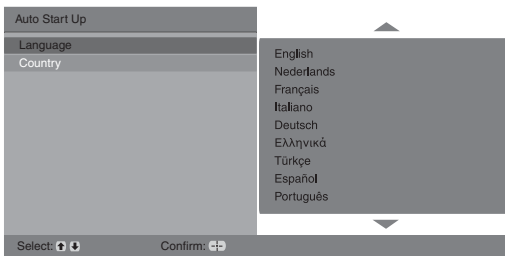 Auto Start Up
Language
Country
English
Nederlands
Français
Italiano
Deutsch
Ελληνικά
Türkçe
Español
Português
Select: Confirm: